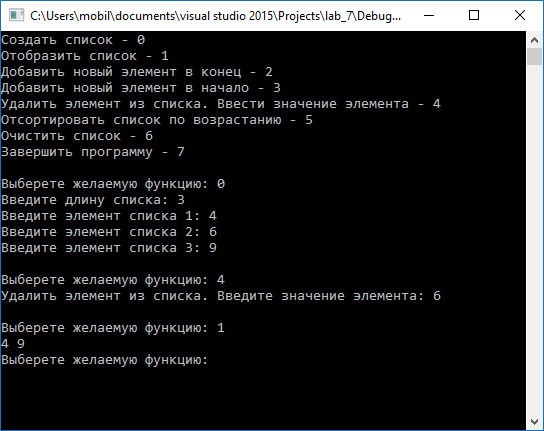 C:\Users\mobil\documents\visual studio 2015\Projects\lab_7\Debug...
Создать список - 0
Отобразить список - 1
Добавить новый элемент в конец - 2
Добавить новый элемент в начало - 3
Удалить элемент из списка. Ввести значение элемента - 4
Отсортировать список по возрастанию - 5
Очистить список - 6
Завершить программу - 7
Выберете желаемую функцию: 0
Введите длину списка: 3
Введите элемент списка 1: 4
Введите элемент списка 2: 6
Введите элемент списка 3: 9
Выберете желаемую функцию: 4
Удалить элемент из списка. Введите значение элемента: 6
Выберете желаемую функцию: 1
4 9
Выберете желаемую функцию: